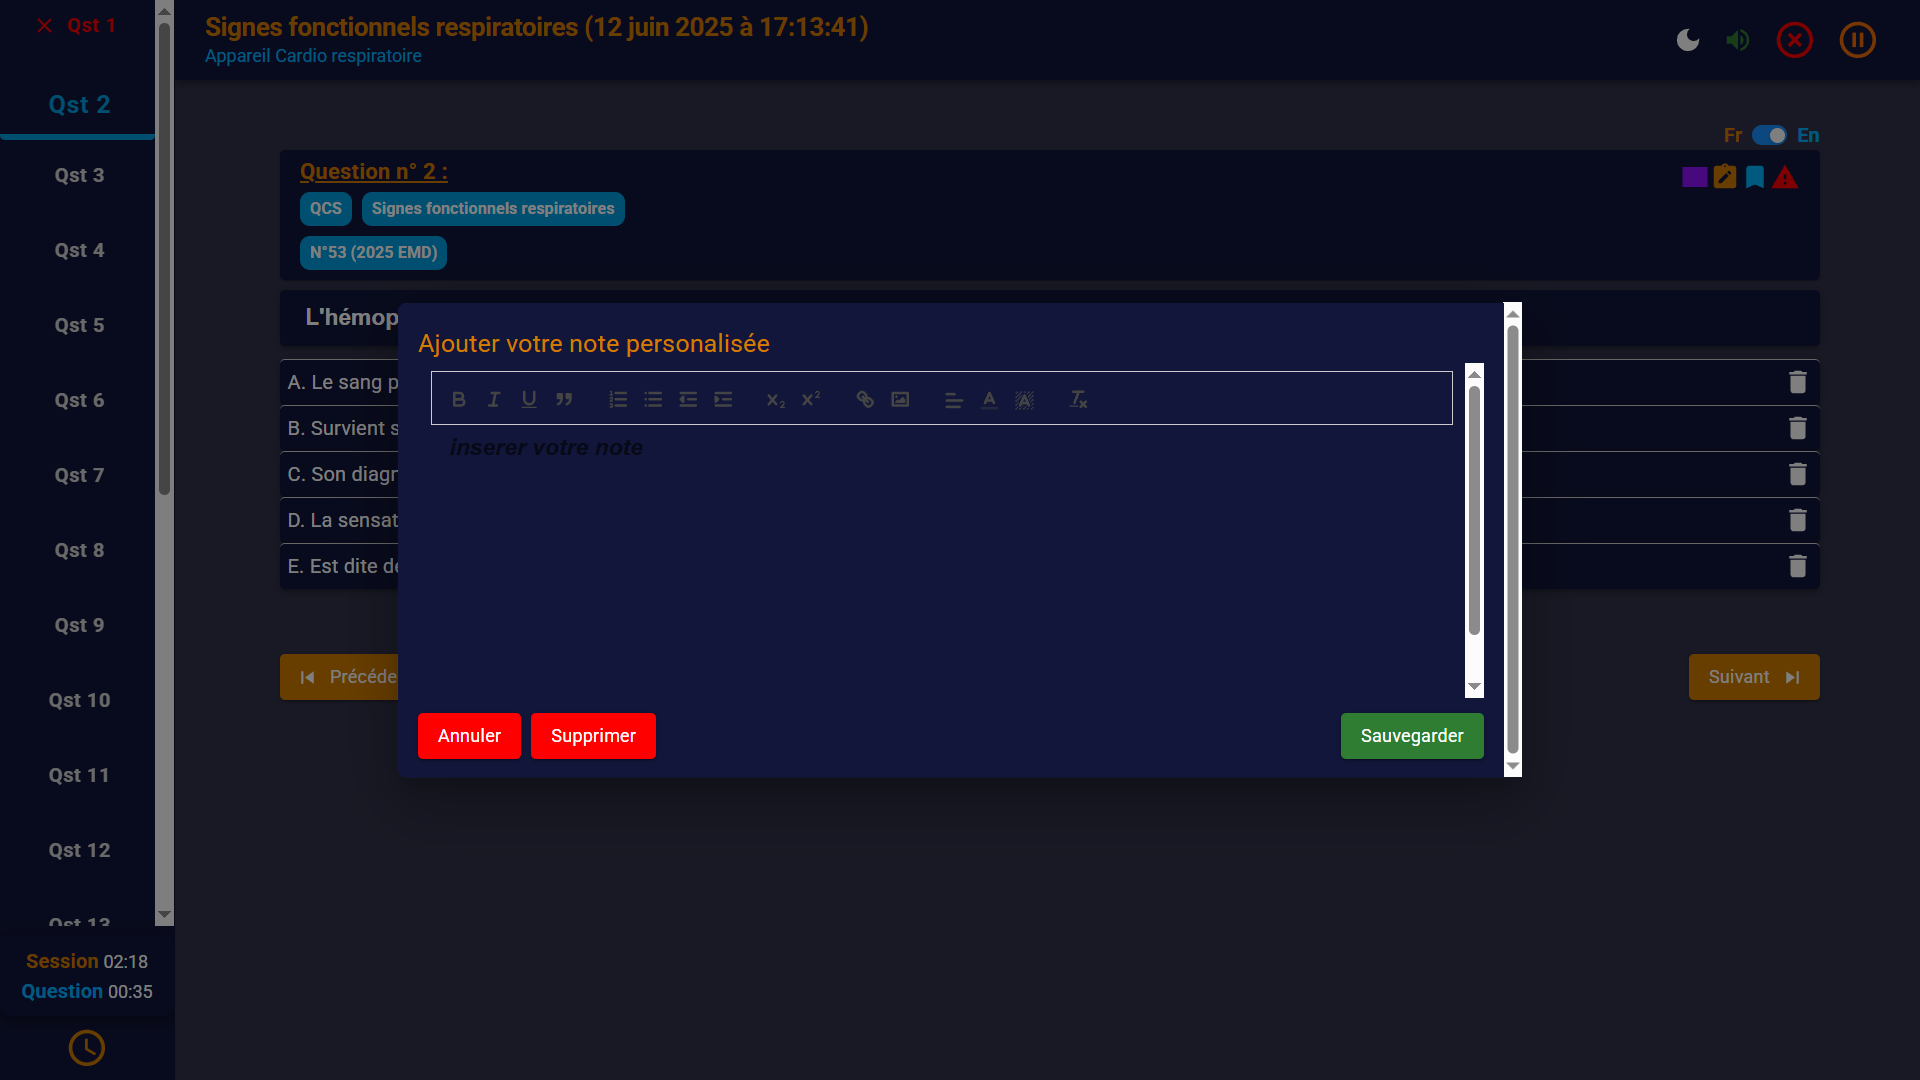 Qst 1
Qst 2
Qst 3
Qst 4
Qst 5
Qst 6
Qst 7
Qst 8
Qst 9
Qst 10
Qst 11
Qst 12
Qst 13
Session 02:18
Question 00:35
Signes fonctionnels respiratoires (12 juin 2025 à 17:13:41)
Appareil Cardio respiratoire
Fr En
Question n° 2 :
QCS Signes fonctionnels respiratoires
N°53 (2025 EMD)
L'hémop
A. Le sang p
B. Survient s
C. Son diagr
D. La sensat
E. Est dite de
Ajouter votre note personalisée
inserer votre note
Annuler Supprimer Sauvegarder
Précéde
Suivant